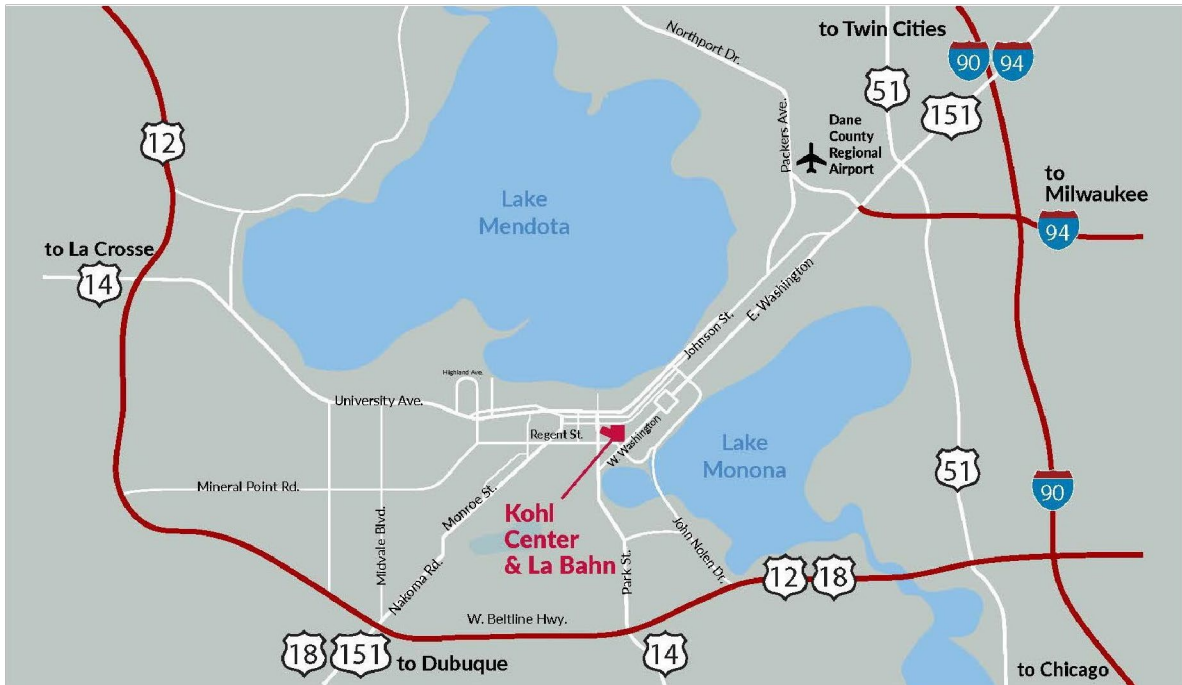 Northport Dr.
to Twin Cities
90
94
51
151
12
Packers Ave.
Dane
County
Regional
Airport
to
Milwaukee
94
Lake
Mendota
to La Crosse
14
E. Washington
Johnson St.
Highland Ave.
University Ave.
Regent St.
W. Washington
Lake
Monona
51
Mineral Point Rd.
90
Monroe St.
Kohl
Center
& La Bahn
Midvale Blvd.
John Nolen Dr.
Park St.
Nakoma Rd.
12
18
W. Beltline Hwy.
18
151
to Dubuque
14
to Chicago